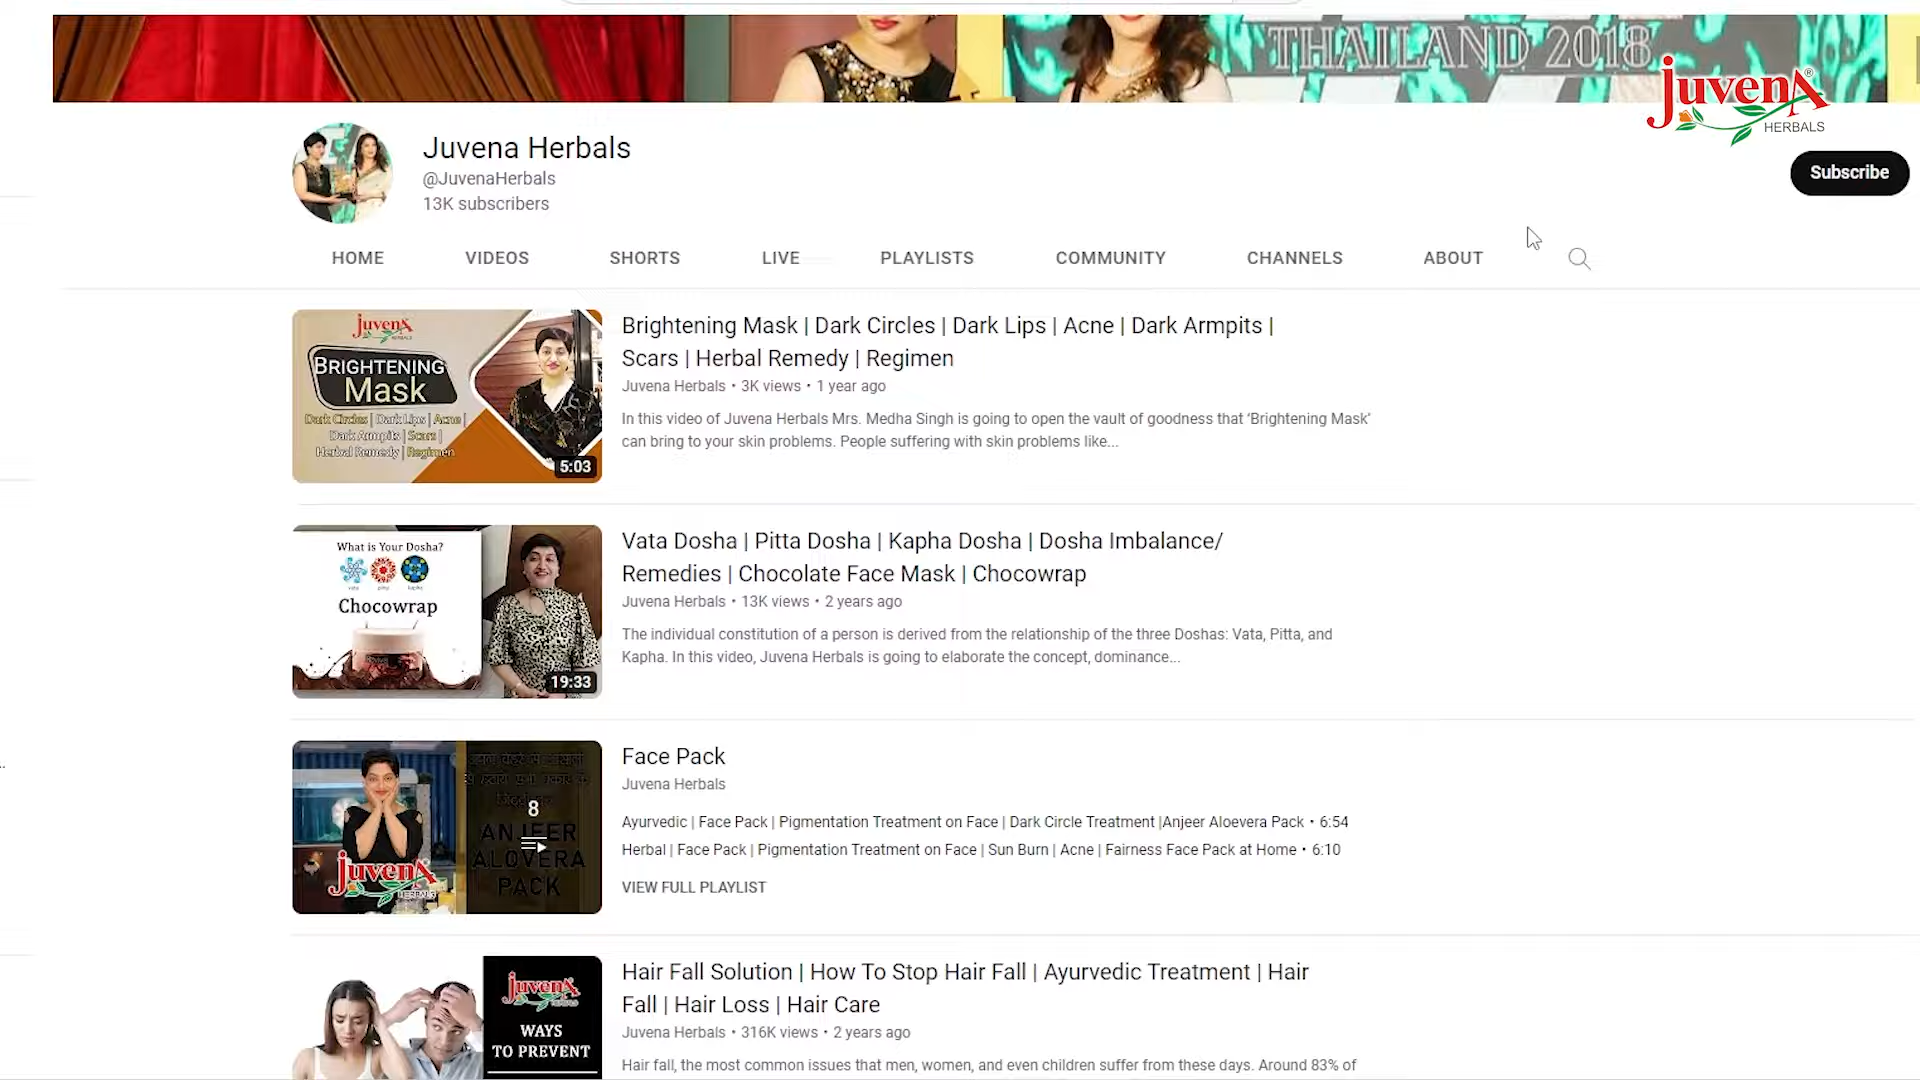 THAILAND 2018
juvenA®
HERBALS
Juvena Herbals
@JuvenaHerbals
13K subscribers
Subscribe
HOME VIDEOS SHORTS LIVE PLAYLISTS COMMUNITY CHANNELS ABOUT
juvenA
HERBALS
BRIGHTENING
Mask
Dark Circles | Dark Lips | Acne |
Dark Armpits | Scars |
Herbal Remedy | Regimen
5:03
Brightening Mask | Dark Circles | Dark Lips | Acne | Dark Armpits |
Scars | Herbal Remedy | Regimen
Juvena Herbals • 3K views • 1 year ago
In this video of Juvena Herbals Mrs. Medha Singh is going to open the vault of goodness that ‘Brightening Mask’
can bring to your skin problems. People suffering with skin problems like...
What is Your Dosha?
vata pitta kapha
Chocowrap
19:33
Vata Dosha | Pitta Dosha | Kapha Dosha | Dosha Imbalance/
Remedies | Chocolate Face Mask | Chocowrap
Juvena Herbals • 13K views • 2 years ago
The individual constitution of a person is derived from the relationship of the three Doshas: Vata, Pitta, and
Kapha. In this video, Juvena Herbals is going to elaborate the concept, dominance...
8
ANJEER
ALOVERA
PACK
juvenA
HERBALS
Face Pack
Juvena Herbals
Ayurvedic | Face Pack | Pigmentation Treatment on Face | Dark Circle Treatment |Anjeer Aloevera Pack • 6:54
Herbal | Face Pack | Pigmentation Treatment on Face | Sun Burn | Acne | Fairness Face Pack at Home • 6:10
VIEW FULL PLAYLIST
juvenA
HERBALS
WAYS
TO PREVENT
Hair Fall Solution | How To Stop Hair Fall | Ayurvedic Treatment | Hair
Fall | Hair Loss | Hair Care
Juvena Herbals • 316K views • 2 years ago
Hair fall, the most common issues that men, women, and even children suffer from these days. Around 83% of